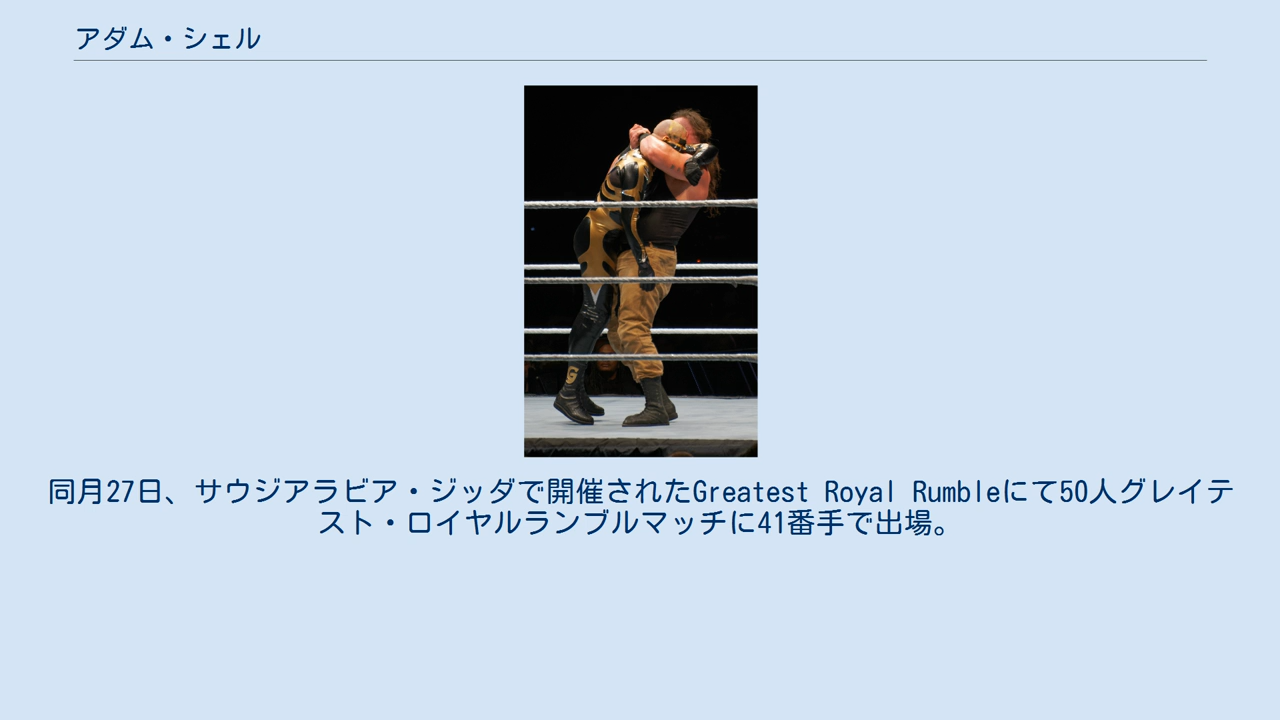 アダム・シェル
同月27日、サウジアラビア・ジッダで開催されたGreatest Royal Rumbleにて50人グレイテ
スト・ロイヤルランブルマッチに41番手で出場。